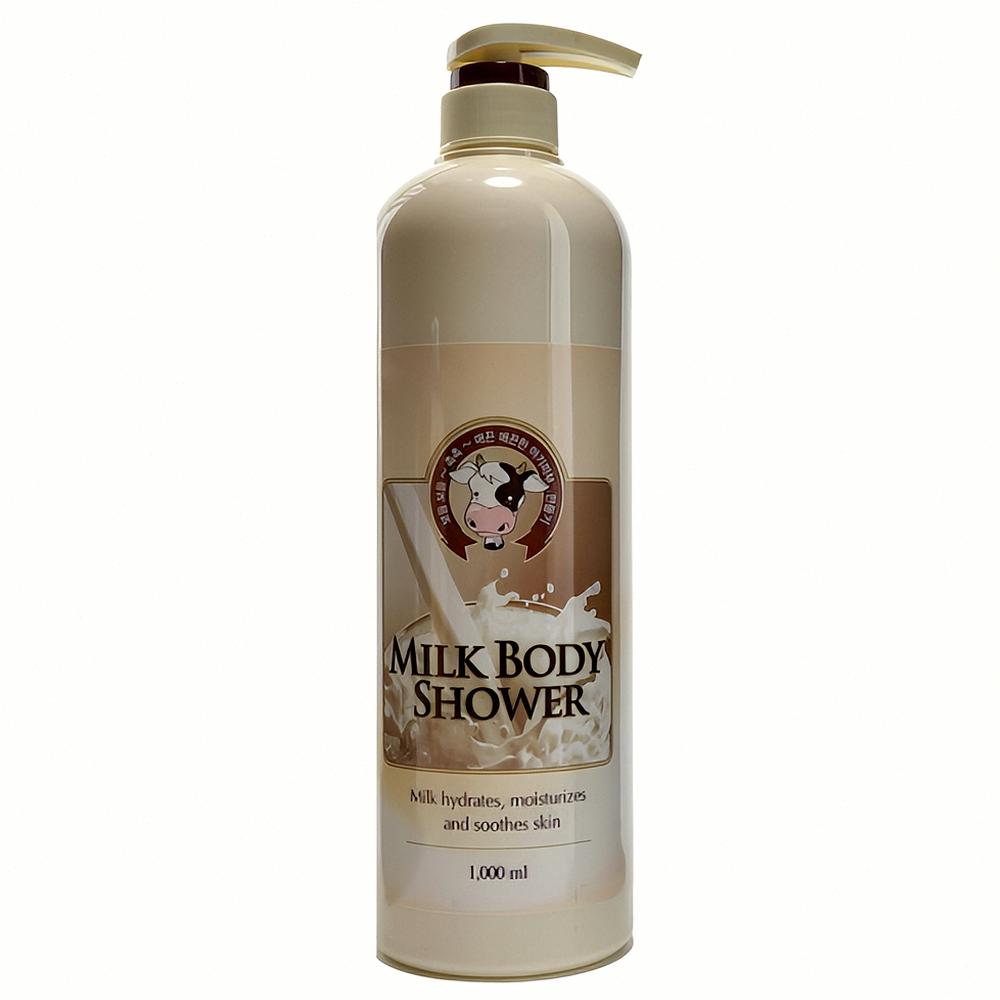 MILK BODY
SHOWER
Milk hydrates, moisturizes
and soothes skin
1,000 ml